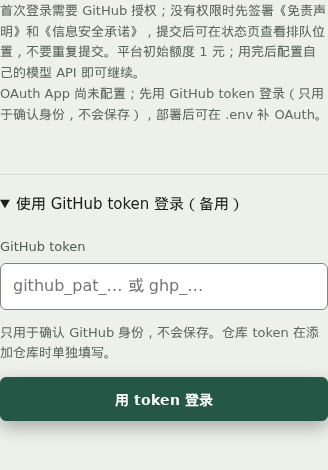 首次登录需要 GitHub 授权；没有权限时先签署《免责声
明》和《信息安全承诺》，提交后可在状态页查看排队位
置，不要重复提交。平台初始额度 1 元；用完后配置自
己的模型 API 即可继续。
OAuth App 尚未配置；先用 GitHub token 登录（只用
于确认身份，不会保存），部署后可在 .env 补 OAuth。
▼ 使用 GitHub token 登录（备用）
GitHub token
github_pat_... 或 ghp_...
只用于确认 GitHub 身份，不会保存。仓库 token 在添
加仓库时单独填写。
用 token 登录